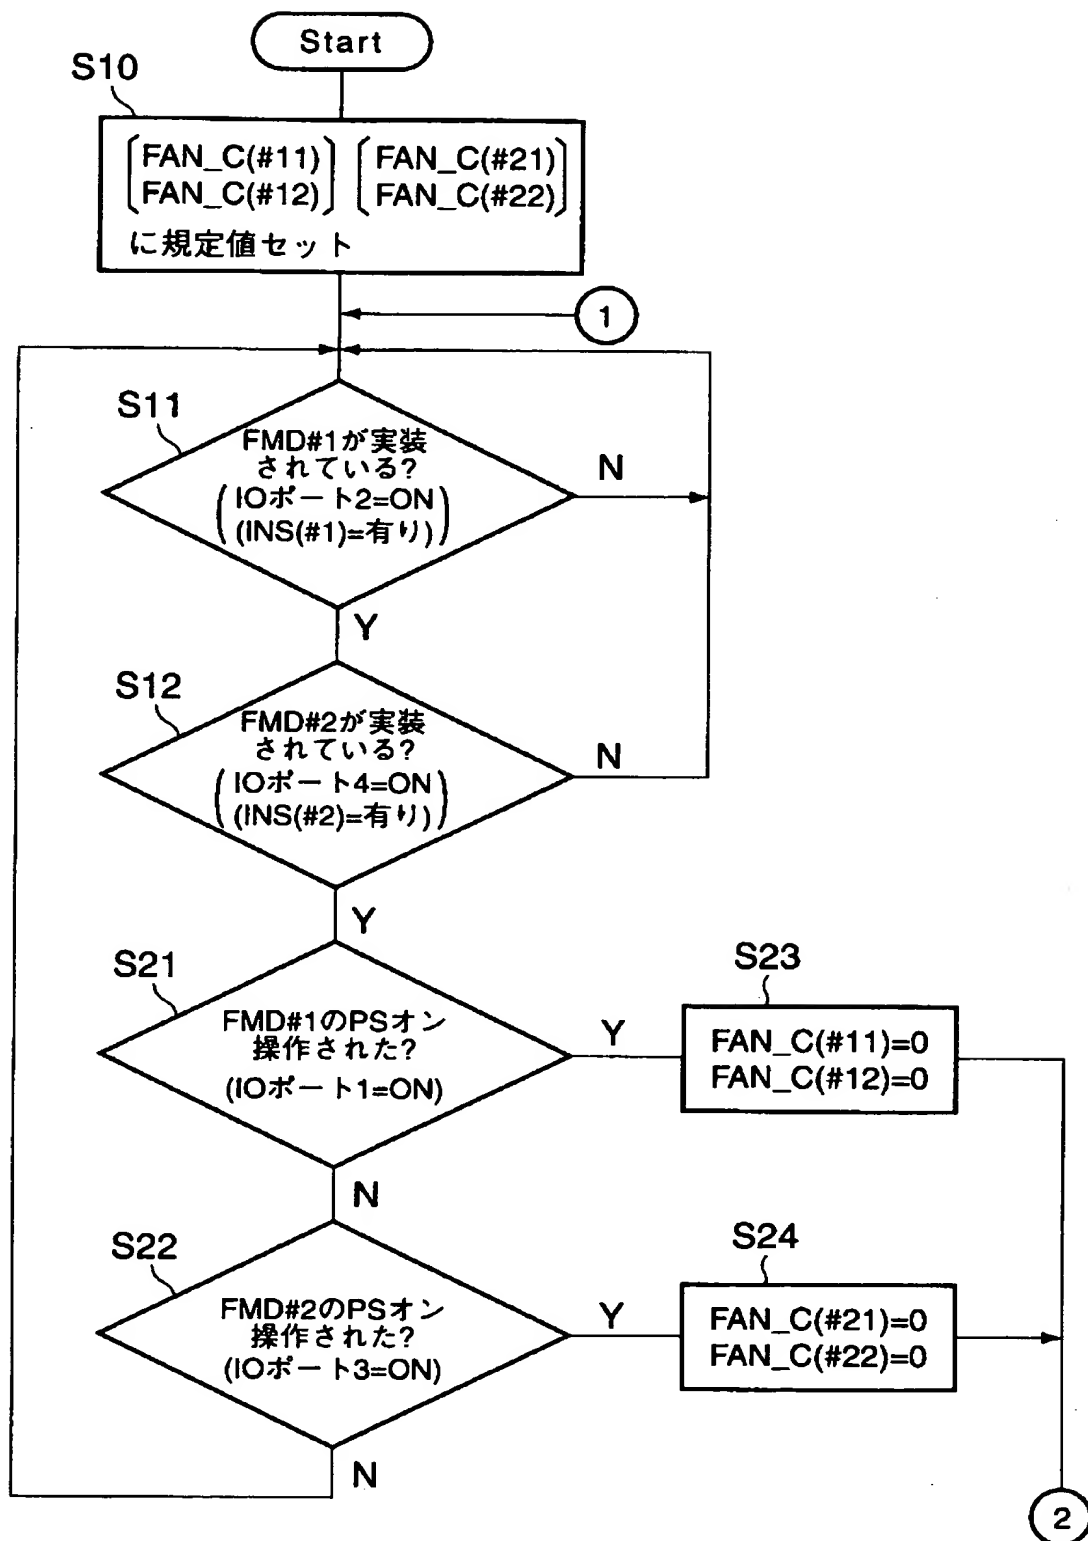 Start
S10
FAN_C(#11) FAN_C(#21)
FAN_C(#12) FAN_C(#22)
に規定値セット
1
S11
FMD#1が実装
されている?
IOポート2=ON
(INS(#1)=有り)
N
Y
S12
FMD#2が実装
されている?
IOポート4=ON
(INS(#2)=有り)
N
Y
S21
FMD#1のPSオン
操作された?
(IOポート1=ON)
Y
S23
FAN_C(#11)=0
FAN_C(#12)=0
N
S22
FMD#2のPSオン
操作された?
(IOポート3=ON)
Y
S24
FAN_C(#21)=0
FAN_C(#22)=0
N
2